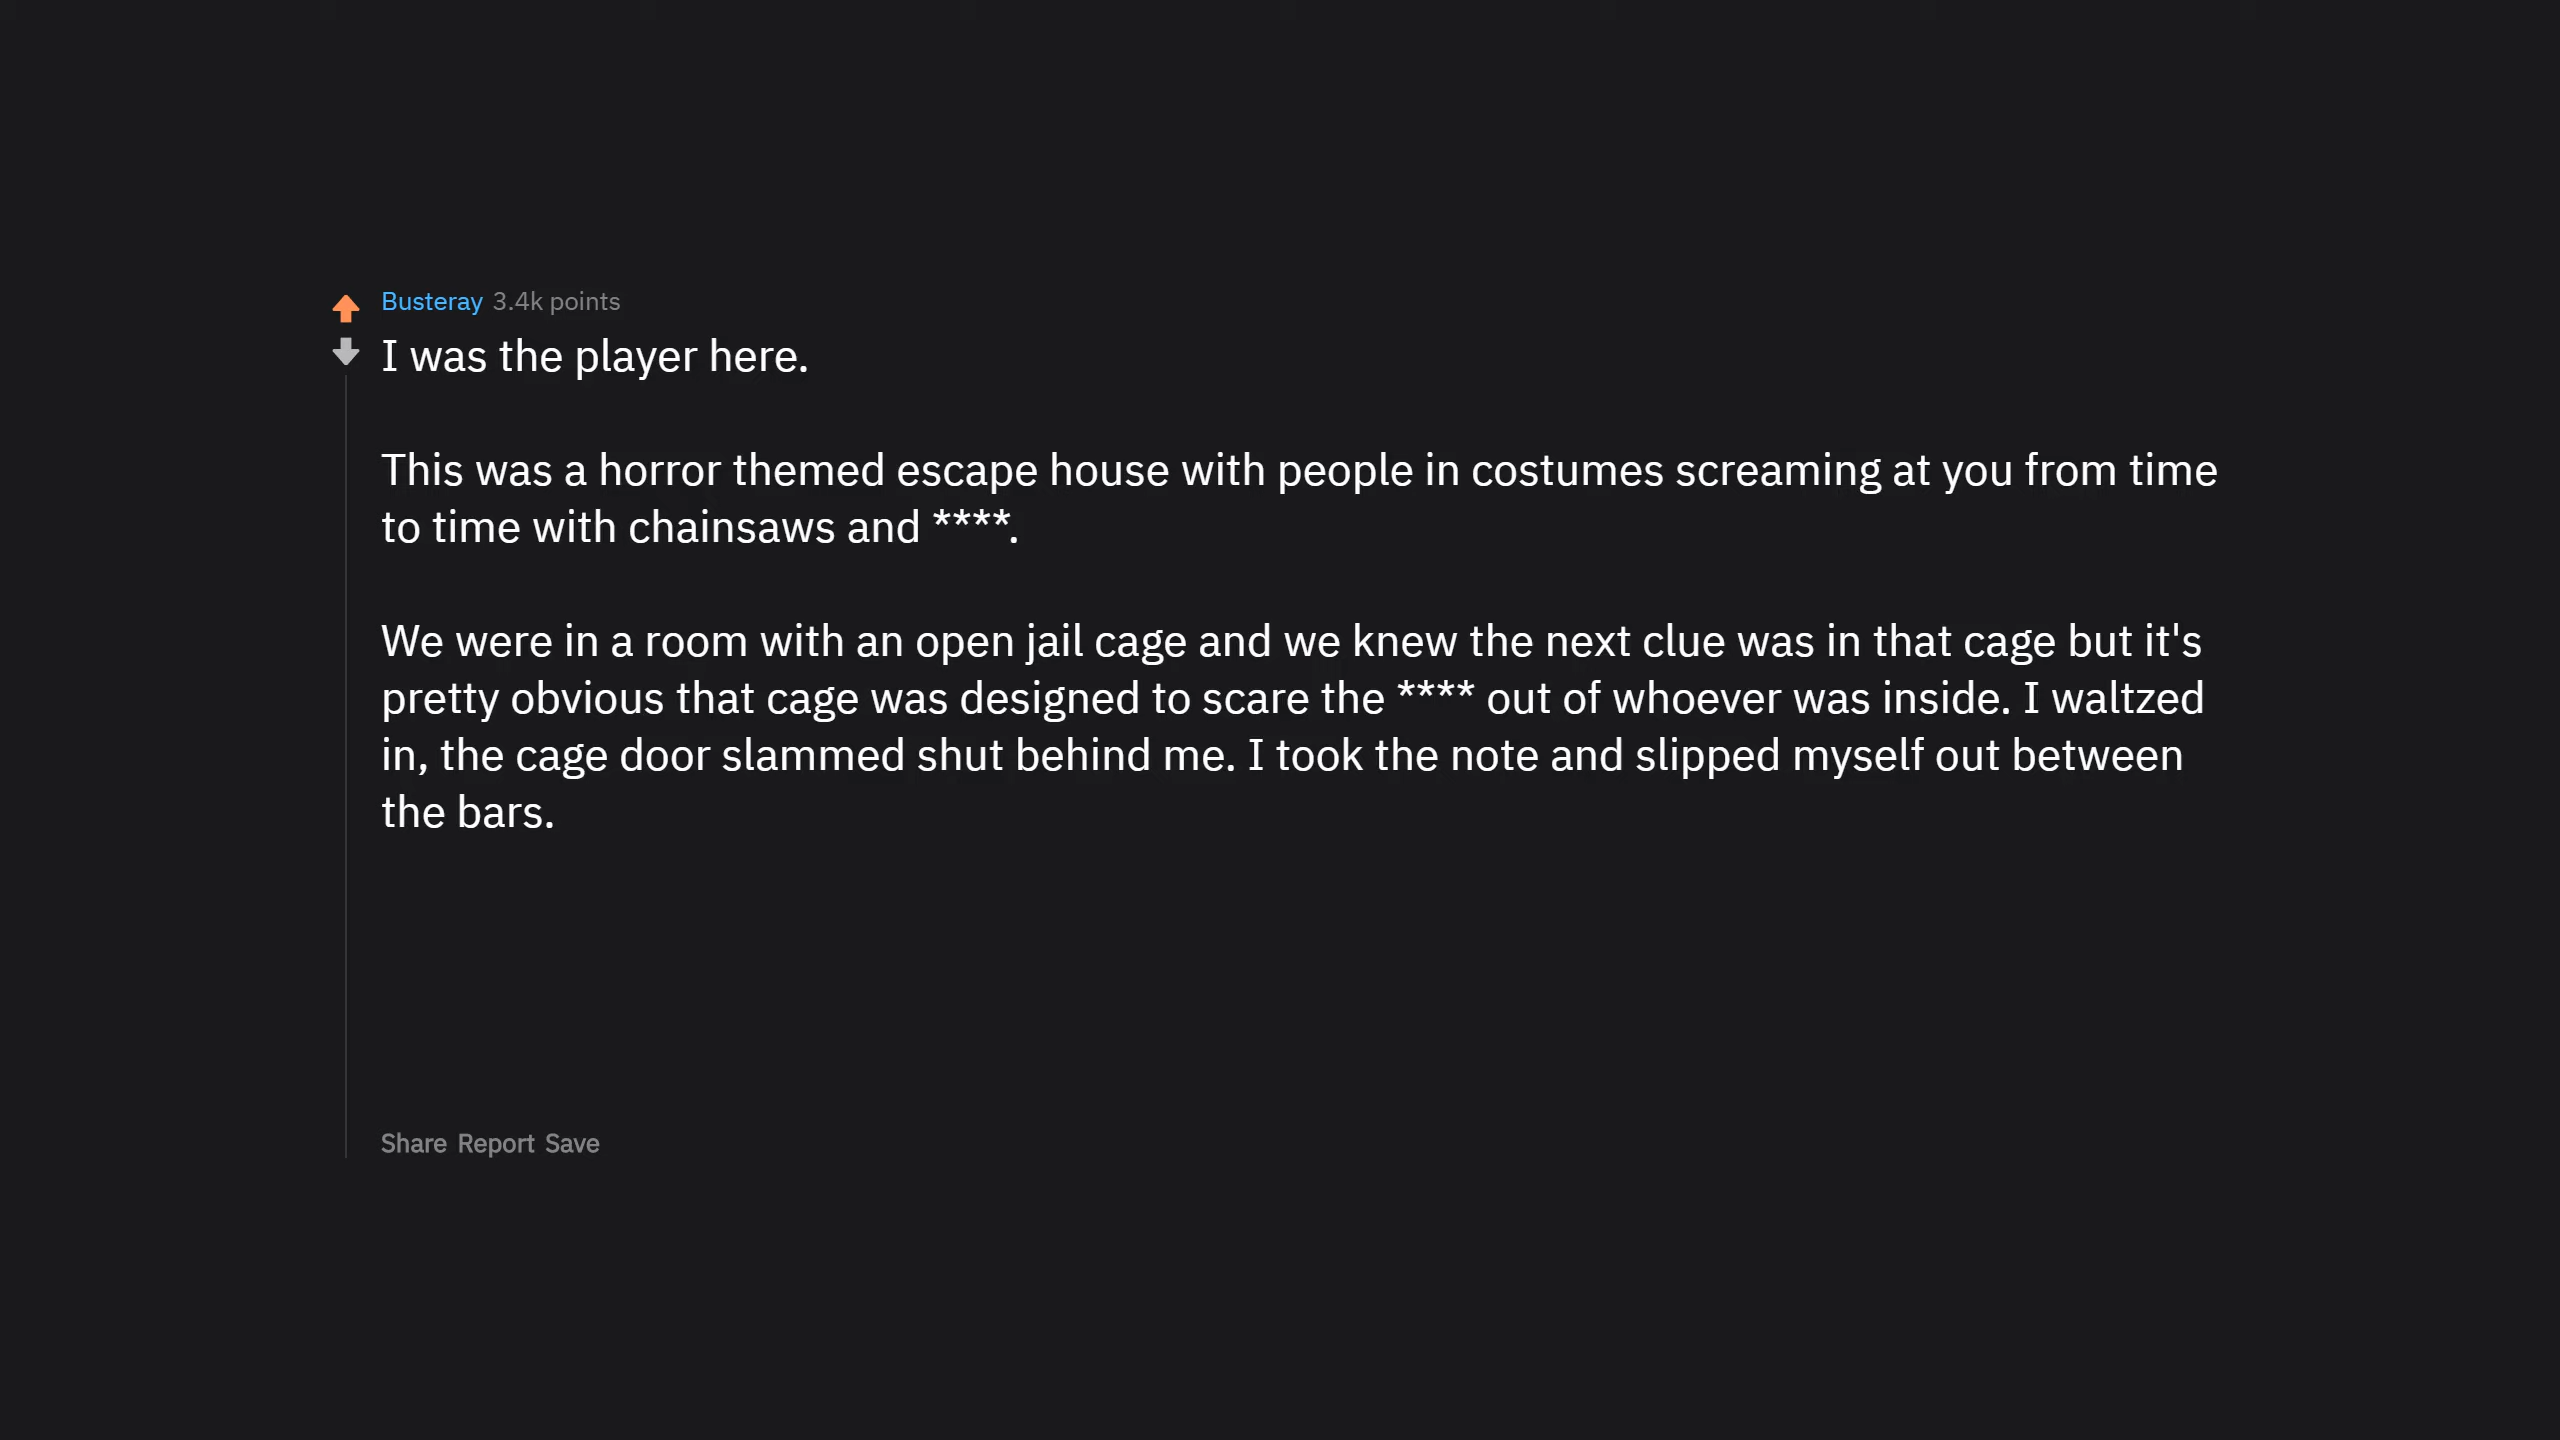 Busteray 3.4k points
I was the player here.
This was a horror themed escape house with people in costumes screaming at you from time
to time with chainsaws and ****.
We were in a room with an open jail cage and we knew the next clue was in that cage but it's
pretty obvious that cage was designed to scare the **** out of whoever was inside. I waltzed
in, the cage door slammed shut behind me. I took the note and slipped myself out between
the bars.
Share Report Save